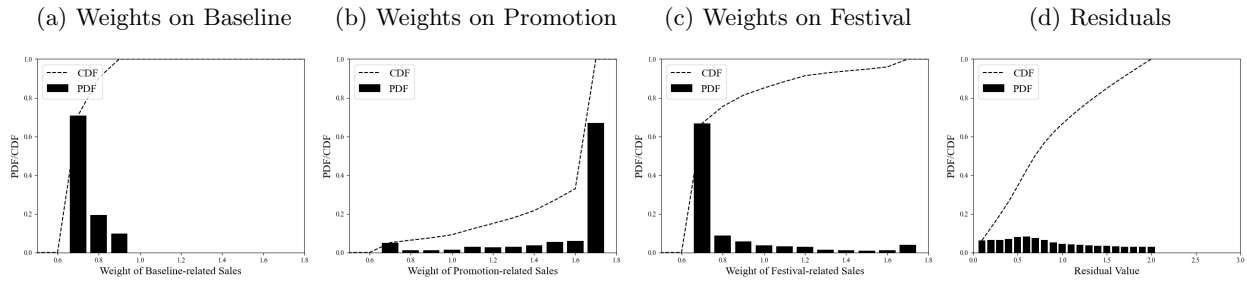 (a) Weights on Baseline
(b) Weights on Promotion
(c) Weights on Festival
(d) Residuals
1.0
0.8
0.6
0.4
0.2
0.0
PDF/CDF
CDF
PDF
0.6 0.8 1.0 1.2 1.4 1.6 1.8
Weight of Baseline-related Sales
1.0
0.8
0.6
0.4
0.2
0.0
PDF/CDF
CDF
PDF
0.6 0.8 1.0 1.2 1.4 1.6 1.8
Weight of Promotion-related Sales
1.0
0.8
0.6
0.4
0.2
0.0
PDF/CDF
CDF
PDF
0.6 0.8 1.0 1.2 1.4 1.6 1.8
Weight of Festival-related Sales
1.0
0.8
0.6
0.4
0.2
0.0
PDF/CDF
CDF
PDF
0.0 0.5 1.0 1.5 2.0 2.5 3.0
Residual Value